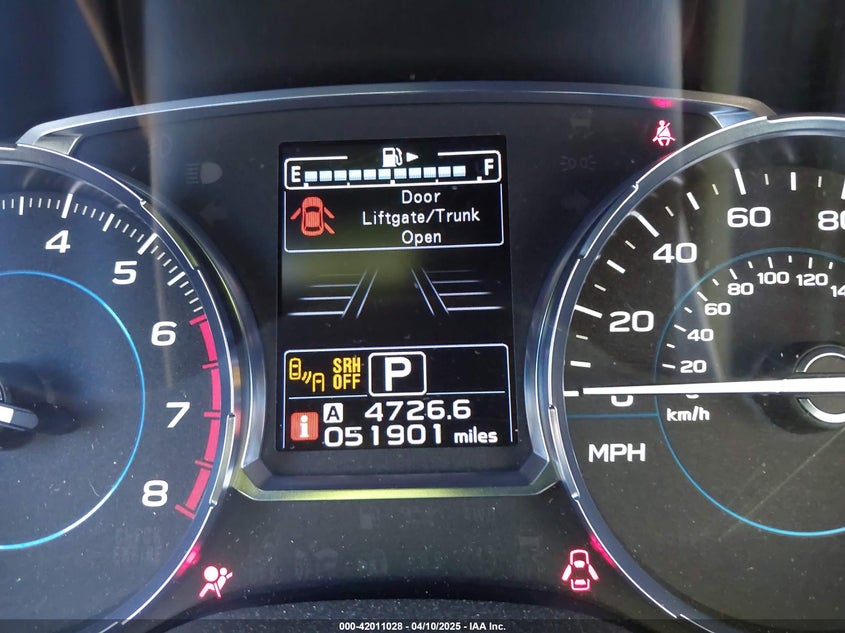 E F
Door
Liftgate/Trunk
Open
4
5
6
7
8
SRH
OFF
P
A 4726.6
i 051901 miles
80
60
40
20
0
120
100
80
60
40
20
km/h
MPH
000-42011028 - 04/10/2025 - IAA Inc.